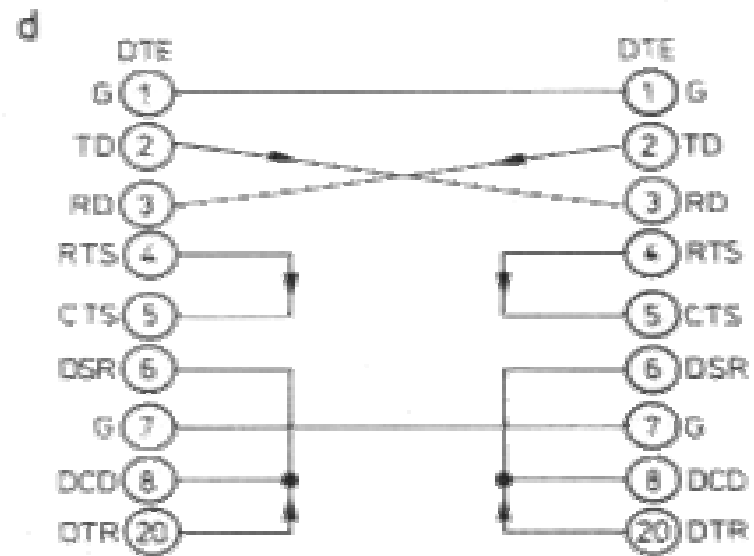 d
DTE DTE
G 1 1 G
TD 2 2 TD
RD 3 3 RD
RTS 4 4 RTS
CTS 5 5 CTS
DSR 6 6 DSR
G 7 7 G
DCD 8 8 DCD
DTR 20 20 DTR